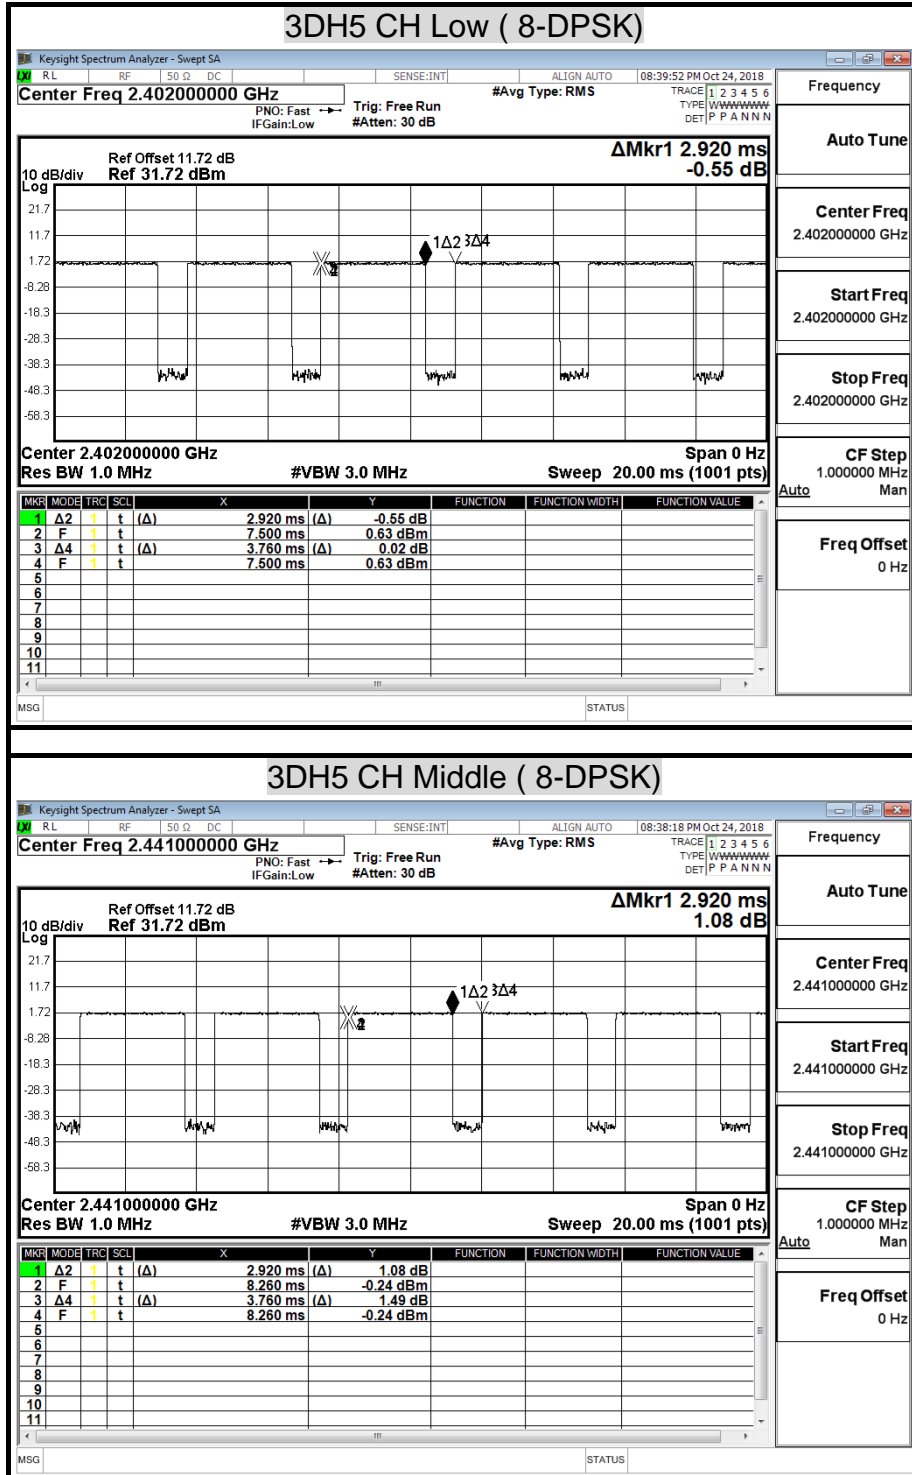 3DH5 CH Low ( 8-DPSK)
Keysight Spectrum Analyzer - Swept SA
LXI RL RF 50 Ω DC SENSE:INT ALIGN AUTO 08:39:52 PM Oct 24, 2018
Center Freq 2.402000000 GHz #Avg Type: RMS TRACE 1 2 3 4 5 6
PNO: Fast Trig: Free Run TYPE WWWWWW
IFGain:Low #Atten: 30 dB DET P P A N N N
Frequency
Auto Tune
Center Freq
2.402000000 GHz
Start Freq
2.402000000 GHz
Stop Freq
2.402000000 GHz
CF Step
1.000000 MHz
Auto Man
Freq Offset
0 Hz
ΔMkr1 2.920 ms
-0.55 dB
Ref Offset 11.72 dB
10 dB/div Ref 31.72 dBm
Log
21.7
11.7
1Δ2 3Δ4
1.72
-8.28
-18.3
-28.3
-38.3
-48.3
-58.3
Center 2.402000000 GHz Span 0 Hz
Res BW 1.0 MHz #VBW 3.0 MHz Sweep 20.00 ms (1001 pts)
MKR MODE TRC SCL X Y FUNCTION FUNCTION WIDTH FUNCTION VALUE
1 Δ2 1 t (Δ) 2.920 ms (Δ) -0.55 dB
2 F 1 t 7.500 ms 0.63 dBm
3 Δ4 1 t (Δ) 3.760 ms (Δ) 0.02 dB
4 F 1 t 7.500 ms 0.63 dBm
5
6
7
8
9
10
11
MSG STATUS
3DH5 CH Middle ( 8-DPSK)
Keysight Spectrum Analyzer - Swept SA
LXI RL RF 50 Ω DC SENSE:INT ALIGN AUTO 08:38:18 PM Oct 24, 2018
Center Freq 2.441000000 GHz #Avg Type: RMS TRACE 1 2 3 4 5 6
PNO: Fast Trig: Free Run TYPE WWWWWW
IFGain:Low #Atten: 30 dB DET P P A N N N
Frequency
Auto Tune
Center Freq
2.441000000 GHz
Start Freq
2.441000000 GHz
Stop Freq
2.441000000 GHz
CF Step
1.000000 MHz
Auto Man
Freq Offset
0 Hz
ΔMkr1 2.920 ms
1.08 dB
Ref Offset 11.72 dB
10 dB/div Ref 31.72 dBm
Log
21.7
11.7
1Δ2 3Δ4
1.72
-8.28
-18.3
-28.3
-38.3
-48.3
-58.3
Center 2.441000000 GHz Span 0 Hz
Res BW 1.0 MHz #VBW 3.0 MHz Sweep 20.00 ms (1001 pts)
MKR MODE TRC SCL X Y FUNCTION FUNCTION WIDTH FUNCTION VALUE
1 Δ2 1 t (Δ) 2.920 ms (Δ) 1.08 dB
2 F 1 t 8.260 ms -0.24 dBm
3 Δ4 1 t (Δ) 3.760 ms (Δ) 1.49 dB
4 F 1 t 8.260 ms -0.24 dBm
5
6
7
8
9
10
11
MSG STATUS